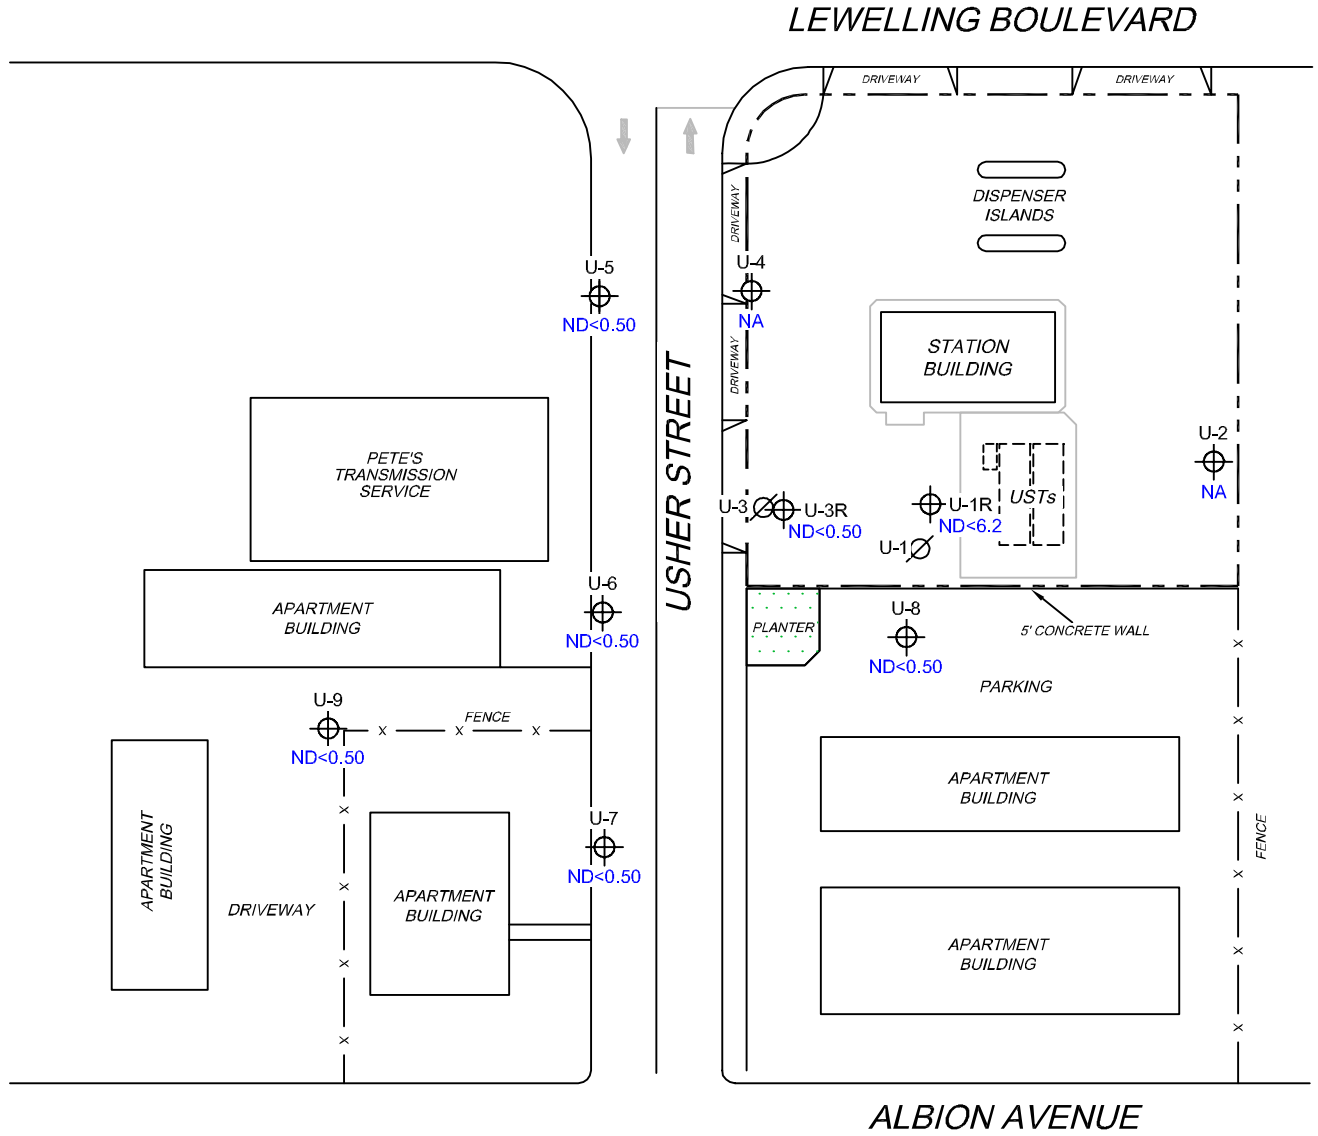 LEWELLING BOULEVARD
DRIVEWAY
DRIVEWAY
DISPENSER
ISLANDS
DRIVEWAY
U-5
ND<0.50
U-4
NA
STATION
BUILDING
DRIVEWAY
USHER STREET
PETE'S
TRANSMISSION
SERVICE
U-2
NA
U-3
U-3R
ND<0.50
U-1R
ND<6.2
U-1
USTs
APARTMENT
BUILDING
U-6
ND<0.50
PLANTER
U-8
ND<0.50
5' CONCRETE WALL
PARKING
U-9
ND<0.50
FENCE
X X X
X
X
X
X
X
X
X
X
X
X
APARTMENT
BUILDING
U-7
ND<0.50
FENCE
APARTMENT
BUILDING
DRIVEWAY
APARTMENT
BUILDING
APARTMENT
BUILDING
ALBION AVENUE